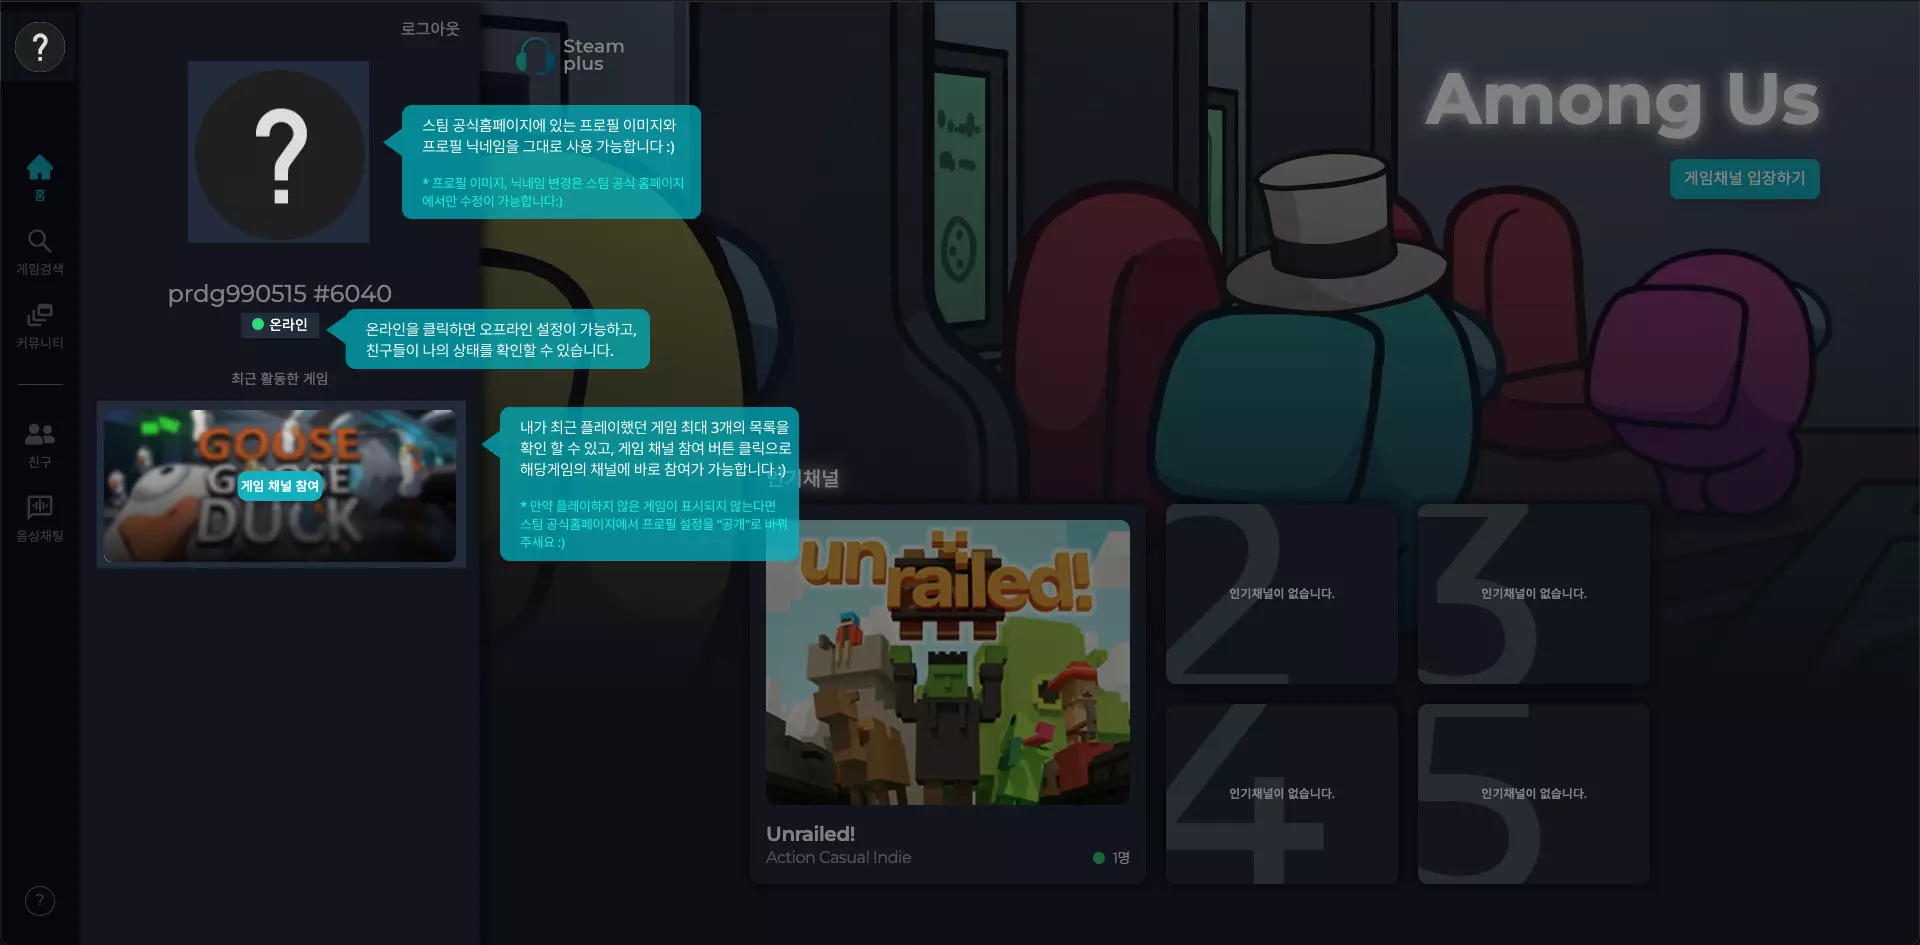 로그아웃
?
Steam
plus
Among Us
게임채널 입장하기
?
스팀 공식홈페이지에 있는 프로필 이미지와
프로필 닉네임을 그대로 사용 가능합니다 :)
* 프로필 이미지, 닉네임 변경은 스팀 공식 홈페이지
에서만 수정이 가능합니다:)
홈
게임검색
커뮤니티
친구
음성채팅
?
prdg990515 #6040
온라인
온라인을 클릭하면 오프라인 설정이 가능하고,
친구들이 나의 상태를 확인할 수 있습니다.
최근 활동한 게임
GOOSE
GOOSE
DUCK
게임 채널 참여
내가 최근 플레이했던 게임 최대 3개의 목록을
확인 할 수 있고, 게임 채널 참여 버튼 클릭으로
해당게임의 채널에 바로 참여가 가능합니다 :)
* 만약 플레이하지 않은 게임이 표시되지 않는다면
스팀 공식홈페이지에서 프로필 설정을 “공개”로 바꿔
주세요 :)
인기채널
unrailed!
Unrailed!
Action Casual Indie
1명
2
인기채널이 없습니다.
3
인기채널이 없습니다.
4
인기채널이 없습니다.
5
인기채널이 없습니다.